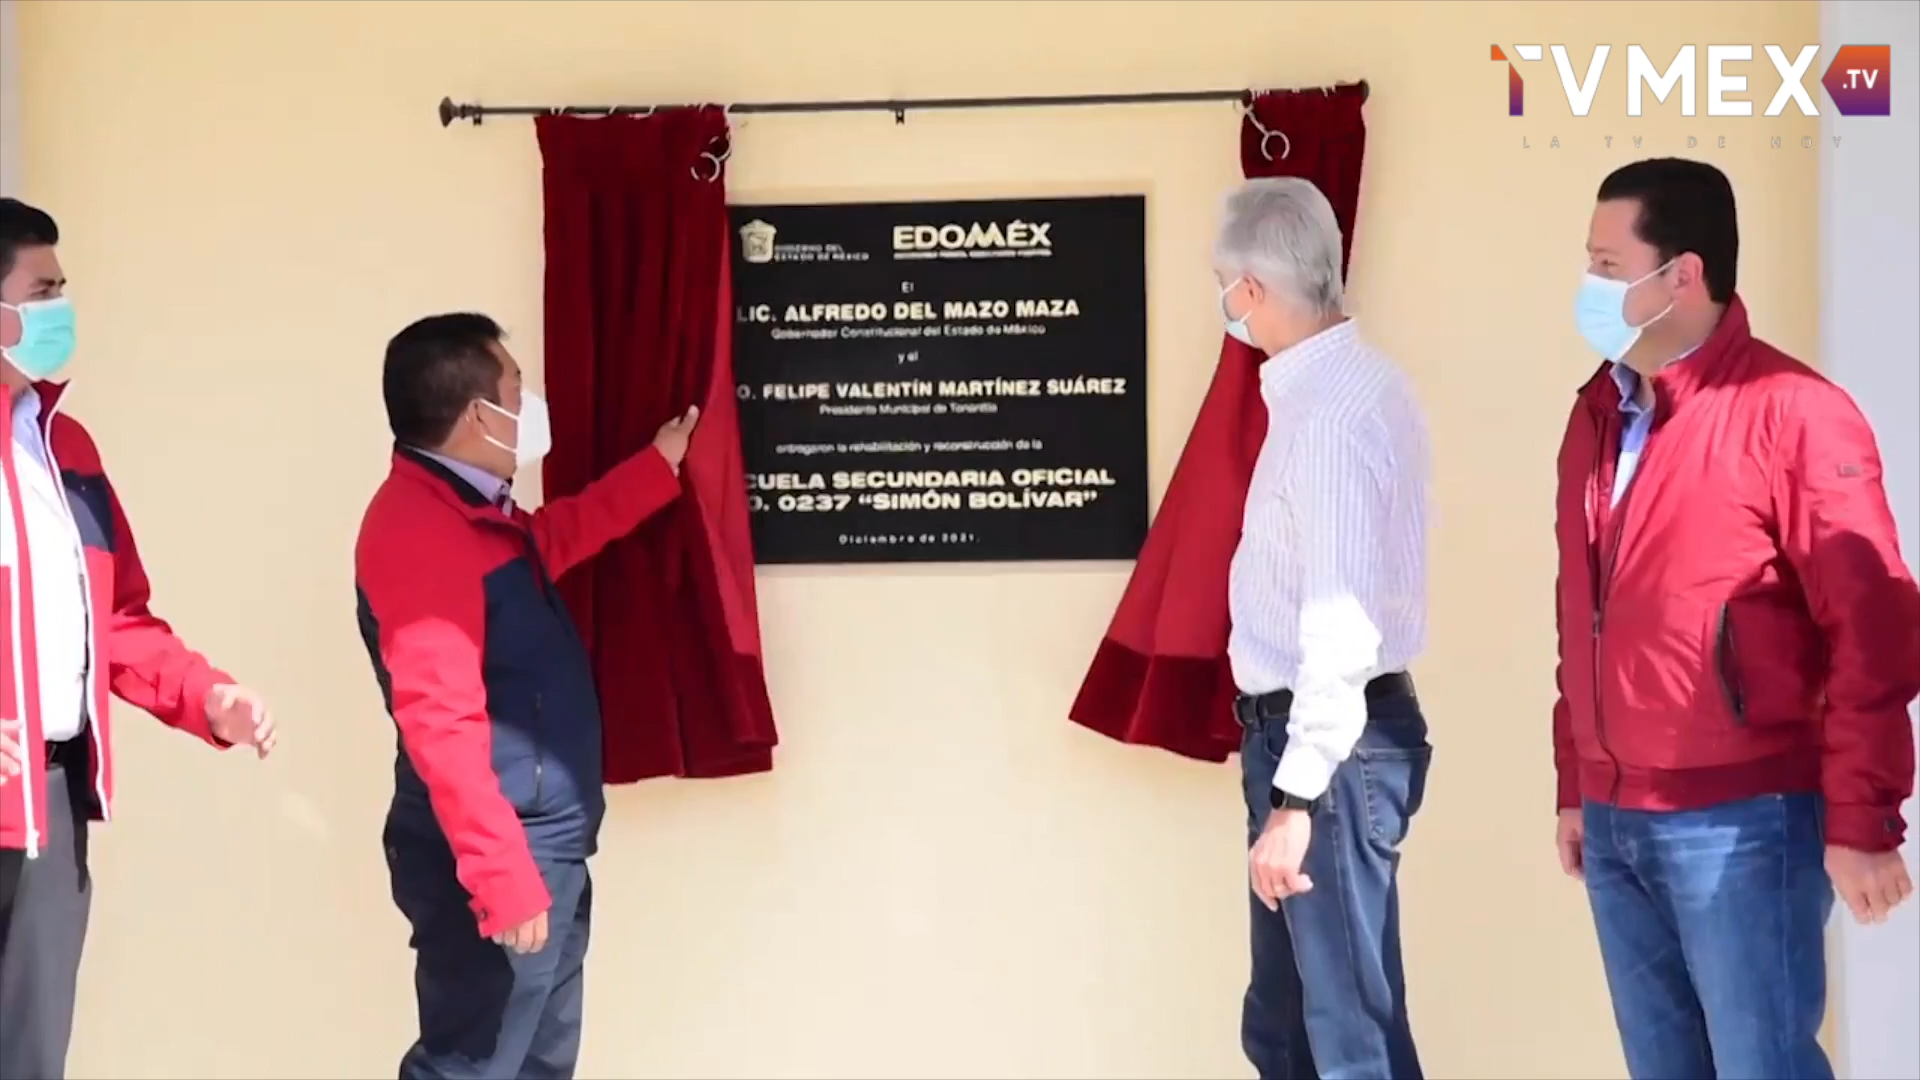 TVMEX .TV
LA TV DE HOY
GOBIERNO DEL
ESTADO DE MÉXICO
EDOMÉX
El
LIC. ALFREDO DEL MAZO MAZA
Gobernador Constitucional del Estado de México
y el
O. FELIPE VALENTÍN MARTÍNEZ SUÁREZ
Presidente Municipal de Tonanitla
entregaron la rehabilitación y reconstrucción de la
CUELA SECUNDARIA OFICIAL
O. 0237 “SIMÓN BOLÍVAR”
Diciembre de 2021.